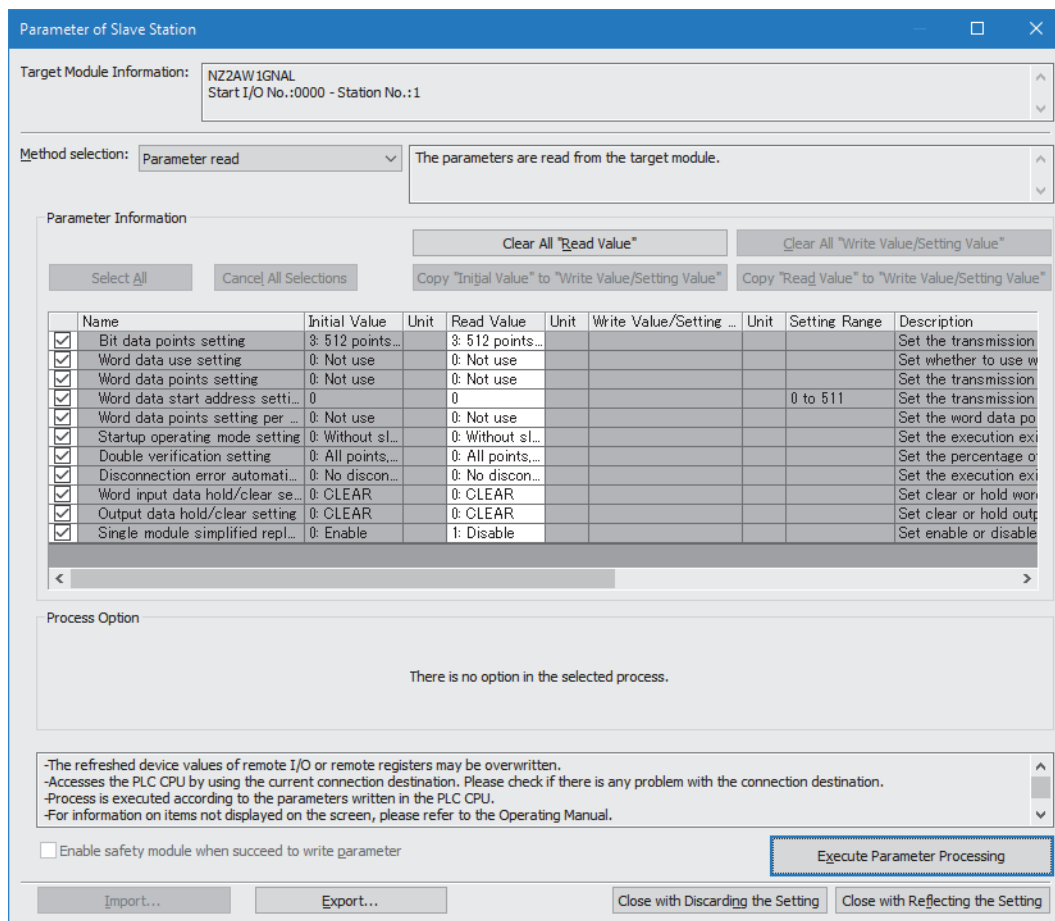 Parameter of Slave Station
Target Module Information:
NZ2AW1GNAL
Start I/O No.:0000 - Station No.:1
Method selection: Parameter read
The parameters are read from the target module.
Parameter Information
Clear All "Read Value" Clear All "Write Value/Setting Value"
Select All Cancel All Selections Copy "Initial Value" to "Write Value/Setting Value" Copy "Read Value" to "Write Value/Setting Value"
Name Initial Value Unit Read Value Unit Write Value/Setting ... Unit Setting Range Description
Bit data points setting 3: 512 points... 3: 512 points... Set the transmission
Word data use setting 0: Not use 0: Not use Set whether to use w
Word data points setting 0: Not use 0: Not use Set the transmission
Word data start address setti... 0 0 0 to 511 Set the transmission
Word data points setting per ... 0: Not use 0: Not use Set the word data po
Startup operating mode setting 0: Without sl... 0: Without sl... Set the execution exi
Double verification setting 0: All points,... 0: All points,... Set the percentage o
Disconnection error automati... 0: No discon... 0: No discon... Set the execution exi
Word input data hold/clear se... 0: CLEAR 0: CLEAR Set clear or hold wor
Output data hold/clear setting 0: CLEAR 0: CLEAR Set clear or hold outp
Single module simplified repl... 0: Enable 1: Disable Set enable or disable
Process Option
There is no option in the selected process.
-The refreshed device values of remote I/O or remote registers may be overwritten.
-Accesses the PLC CPU by using the current connection destination. Please check if there is any problem with the connection destination.
-Process is executed according to the parameters written in the PLC CPU.
-For information on items not displayed on the screen, please refer to the Operating Manual.
Enable safety module when succeed to write parameter
Execute Parameter Processing
Import... Export... Close with Discarding the Setting Close with Reflecting the Setting